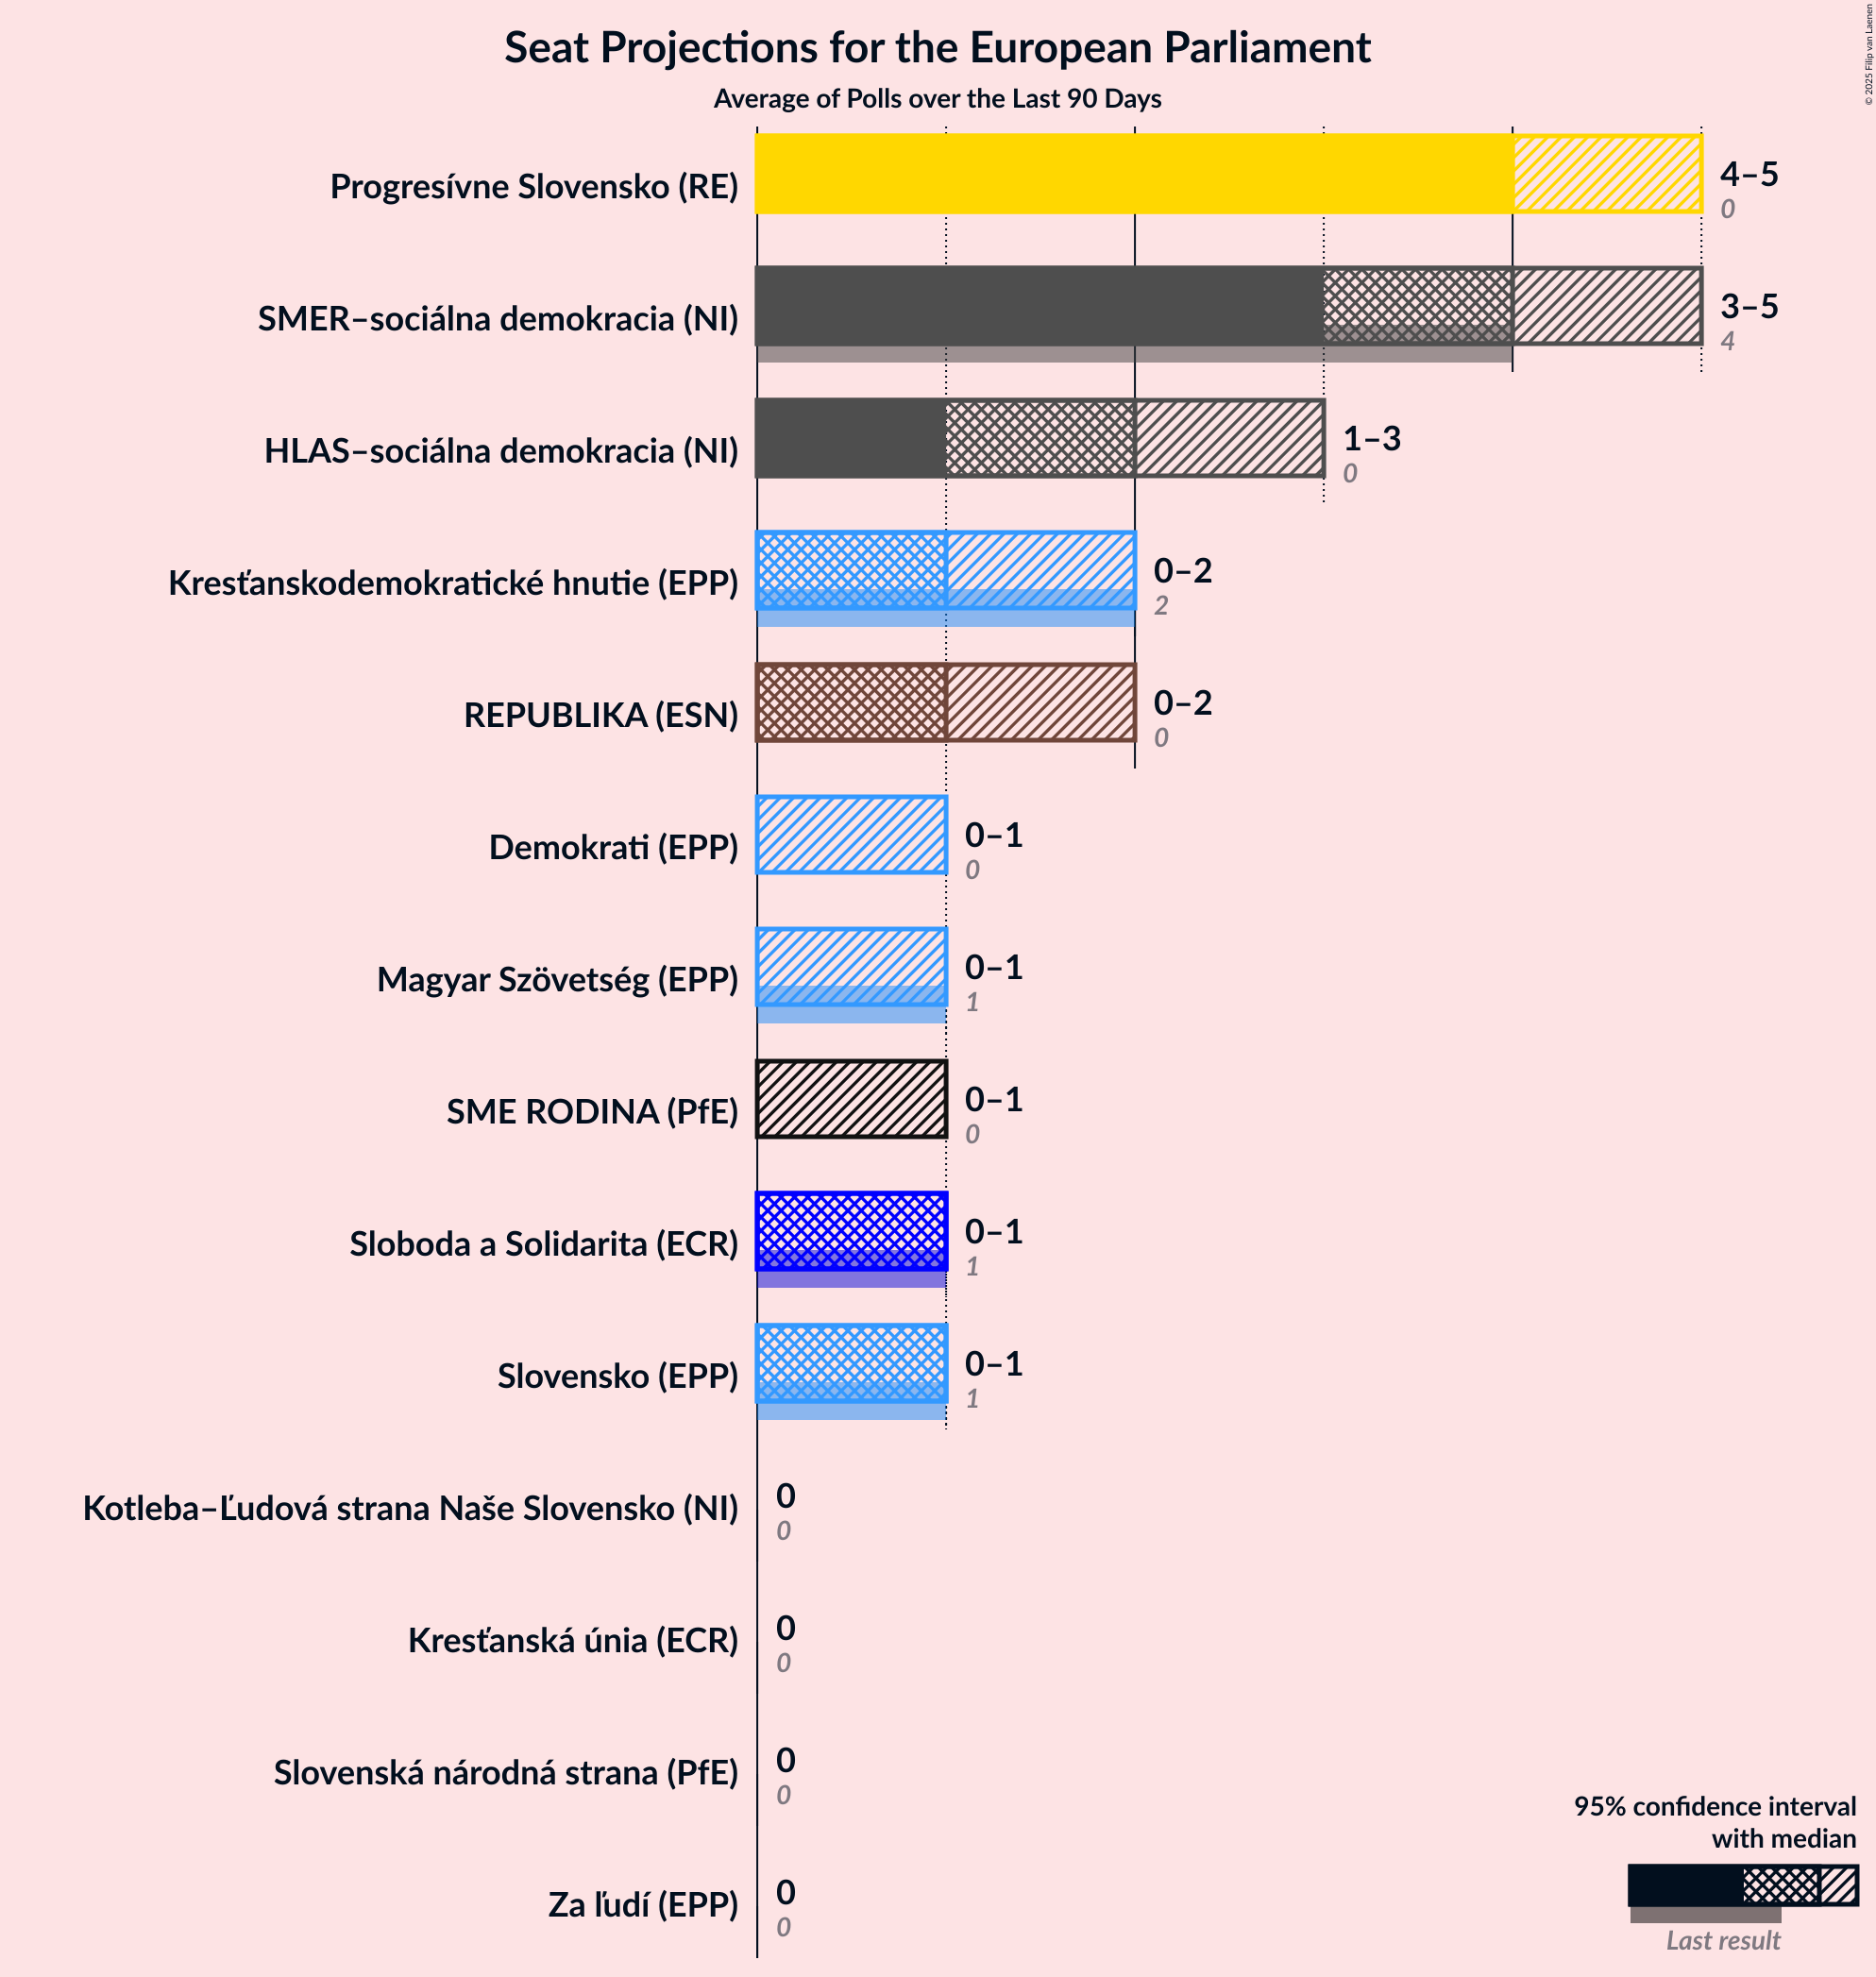 Seat Projections for the European Parliament
Average of Polls over the Last 90 Days
© 2025 Filip van Laenen
Progresívne Slovensko (RE)
4–5
0
SMER–sociálna demokracia (NI)
3–5
4
HLAS–sociálna demokracia (NI)
1–3
0
Kresťanskodemokratické hnutie (EPP)
0–2
2
REPUBLIKA (ESN)
0–2
0
Demokrati (EPP)
0–1
0
Magyar Szövetség (EPP)
0–1
1
SME RODINA (PfE)
0–1
0
Sloboda a Solidarita (ECR)
0–1
1
Slovensko (EPP)
0–1
1
Kotleba–Ľudová strana Naše Slovensko (NI)
0
0
Kresťanská únia (ECR)
0
0
Slovenská národná strana (PfE)
0
0
Za ľudí (EPP)
0
0
95% confidence interval
with median
Last result